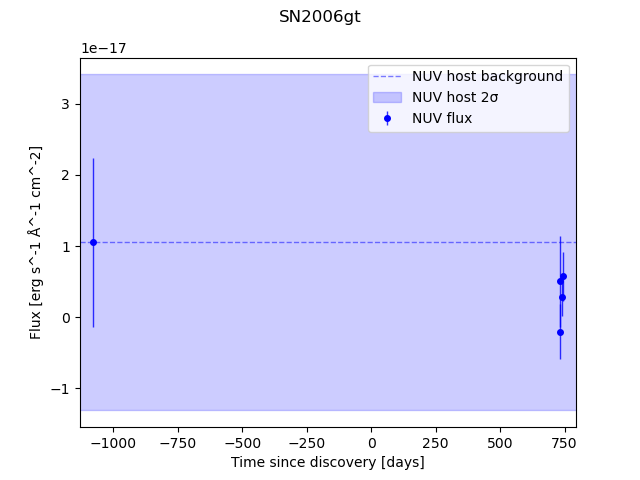 SN2006gt
1e−17
NUV host background
NUV host 2σ
NUV flux
3
2
1
0
−1
Flux [erg s^-1 Å^-1 cm^-2]
−1000 −750 −500 −250 0 250 500 750
Time since discovery [days]